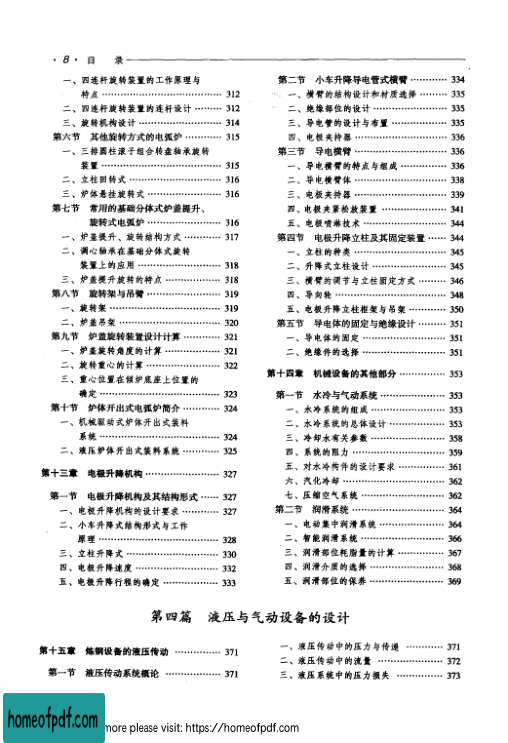 · 8 · 目 录
一、四连杆旋转装置的工作原理与
特点 …………………………………… 312
二、四连杆旋转装置的连杆设计 ……… 312
三、旋转机构设计 ……………………… 314
第六节 其他旋转方式的电弧炉 ………… 315
一、三排圆柱滚子组合转盘轴承旋转
装置 …………………………………… 315
二、立柱回转式 ………………………… 316
三、炉体悬挂旋转式 …………………… 316
第七节 常用的基础分体式炉盖提升、
旋转式电弧炉 …………………… 316
一、炉盖提升、旋转结构方式 ………… 317
二、调心轴承在基础分体式旋转
装置上的应用 ………………………… 318
三、炉盖提升旋转的特点 ……………… 318
第八节 旋转架与吊臂 …………………… 319
一、旋转架 ……………………………… 319
二、炉盖吊架 …………………………… 320
第九节 炉盖旋转装置设计计算 ………… 321
一、炉盖旋转角度的计算 ……………… 321
二、旋转重心的计算 …………………… 322
三、重心位置在倾炉底座上位置的
确定 …………………………………… 323
第十节 炉体开出式电弧炉简介 ………… 324
一、机械驱动式炉体开出式装料
系统 …………………………………… 324
二、液压炉体开出式装料系统 ………… 325
第十三章 电极升降机构 ………………… 327
第一节 电极升降机构及其结构形式 …… 327
一、电极升降机构的设计要求 ………… 327
二、小车升降式结构形式与工作
原理 …………………………………… 328
三、立柱升降式 ………………………… 330
四、电极升降速度 ……………………… 332
五、电极升降行程的确定 ……………… 333
第二节 小车升降导电管式横臂 ………… 334
一、横臂的结构设计和材质选择 ……… 335
二、绝缘部位的设计 …………………… 335
三、导电管的设计与布置 ……………… 335
四、电极夹持器 ………………………… 336
第三节 导电横臂 ………………………… 336
一、导电横臂的特点与组成 …………… 336
二、导电横臂体 ………………………… 338
三、电极夹持器 ………………………… 339
四、电极夹紧松放装置 ………………… 341
五、电极喷淋技术 ……………………… 344
第四节 电极升降立柱及其固定装置 …… 344
一、立柱的种类 ………………………… 345
二、升降式立柱设计 …………………… 345
三、横臂的调节与立柱固定方式 ……… 346
四、导向轮 ……………………………… 348
五、电极升降立柱框架与吊架 ………… 350
第五节 导电体的固定与绝缘设计 ……… 351
一、导电体的固定 ……………………… 351
二、绝缘件的选择 ……………………… 351
第十四章 机械设备的其他部分 ………… 353
第一节 水冷与气动系统 ………………… 353
一、水冷系统的组成 …………………… 353
二、水冷系统的总体设计 ……………… 353
三、冷却水有关参数 …………………… 358
四、系统的阻力 ………………………… 359
五、对水冷构件的设计要求 …………… 361
六、汽化冷却 …………………………… 362
七、压缩空气系统 ……………………… 362
第二节 润滑系统 ………………………… 364
一、电动集中润滑系统 ………………… 364
二、智能润滑系统 ……………………… 366
三、润滑部位耗脂量的计算 …………… 367
四、润滑介质的选择 …………………… 368
五、润滑部位的保养 …………………… 369
第四篇 液压与气动设备的设计
第十五章 炼钢设备的液压传动 ………… 371
第一节 液压传动系统概论 ……………… 371
一、液压传动中的压力与传递 ………… 371
二、液压传动中的流量 ………………… 372
三、液压系统中的压力损失 …………… 373
homeofpdf.com
more please visit: https://homeofpdf.com